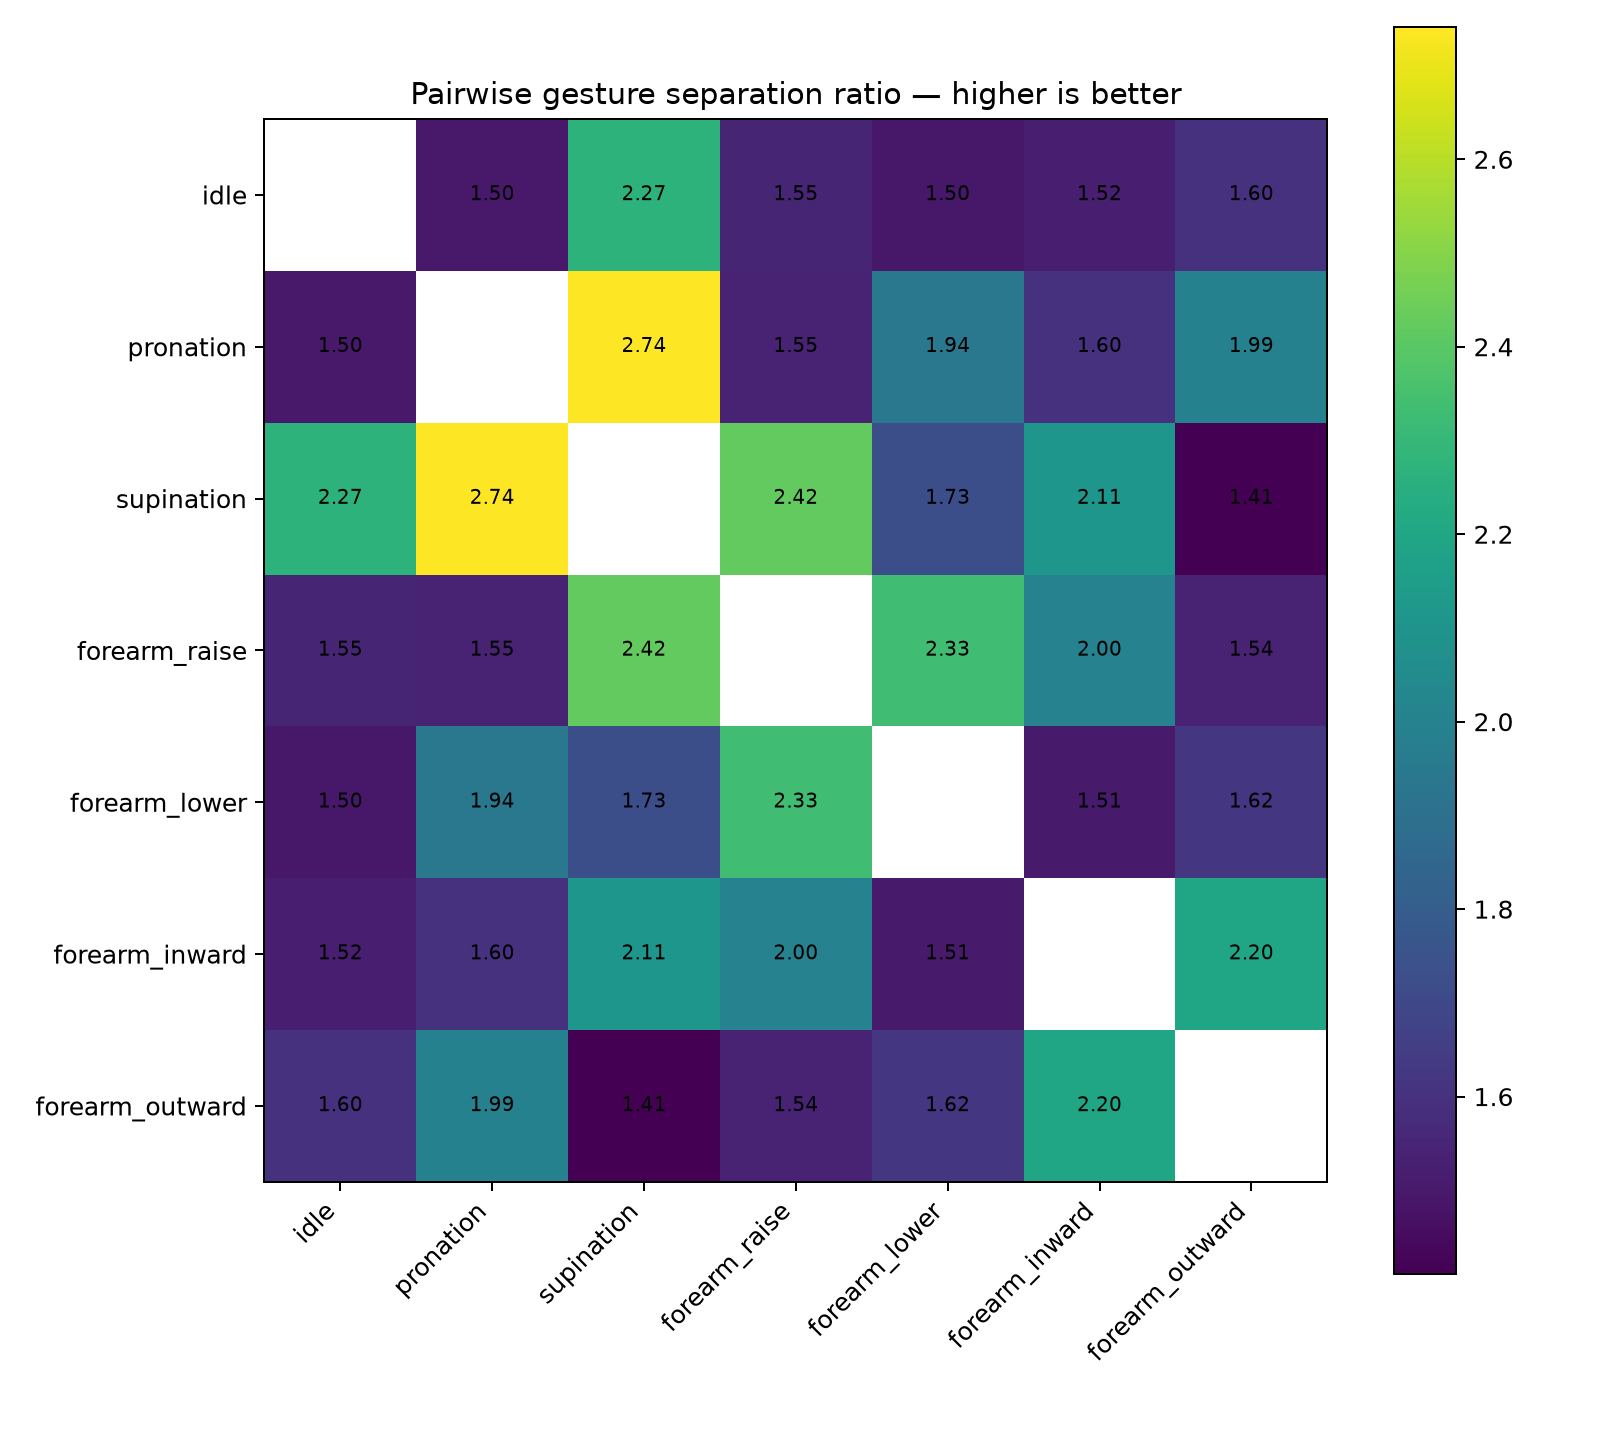 Pairwise gesture separation ratio — higher is better
idle 1.50 2.27 1.55 1.50 1.52 1.60
pronation 1.50 2.74 1.55 1.94 1.60 1.99
supination 2.27 2.74 2.42 1.73 2.11 1.41
forearm_raise 1.55 1.55 2.42 2.33 2.00 1.54
forearm_lower 1.50 1.94 1.73 2.33 1.51 1.62
forearm_inward 1.52 1.60 2.11 2.00 1.51 2.20
forearm_outward 1.60 1.99 1.41 1.54 1.62 2.20
idle
pronation
supination
forearm_raise
forearm_lower
forearm_inward
forearm_outward
2.6
2.4
2.2
2.0
1.8
1.6